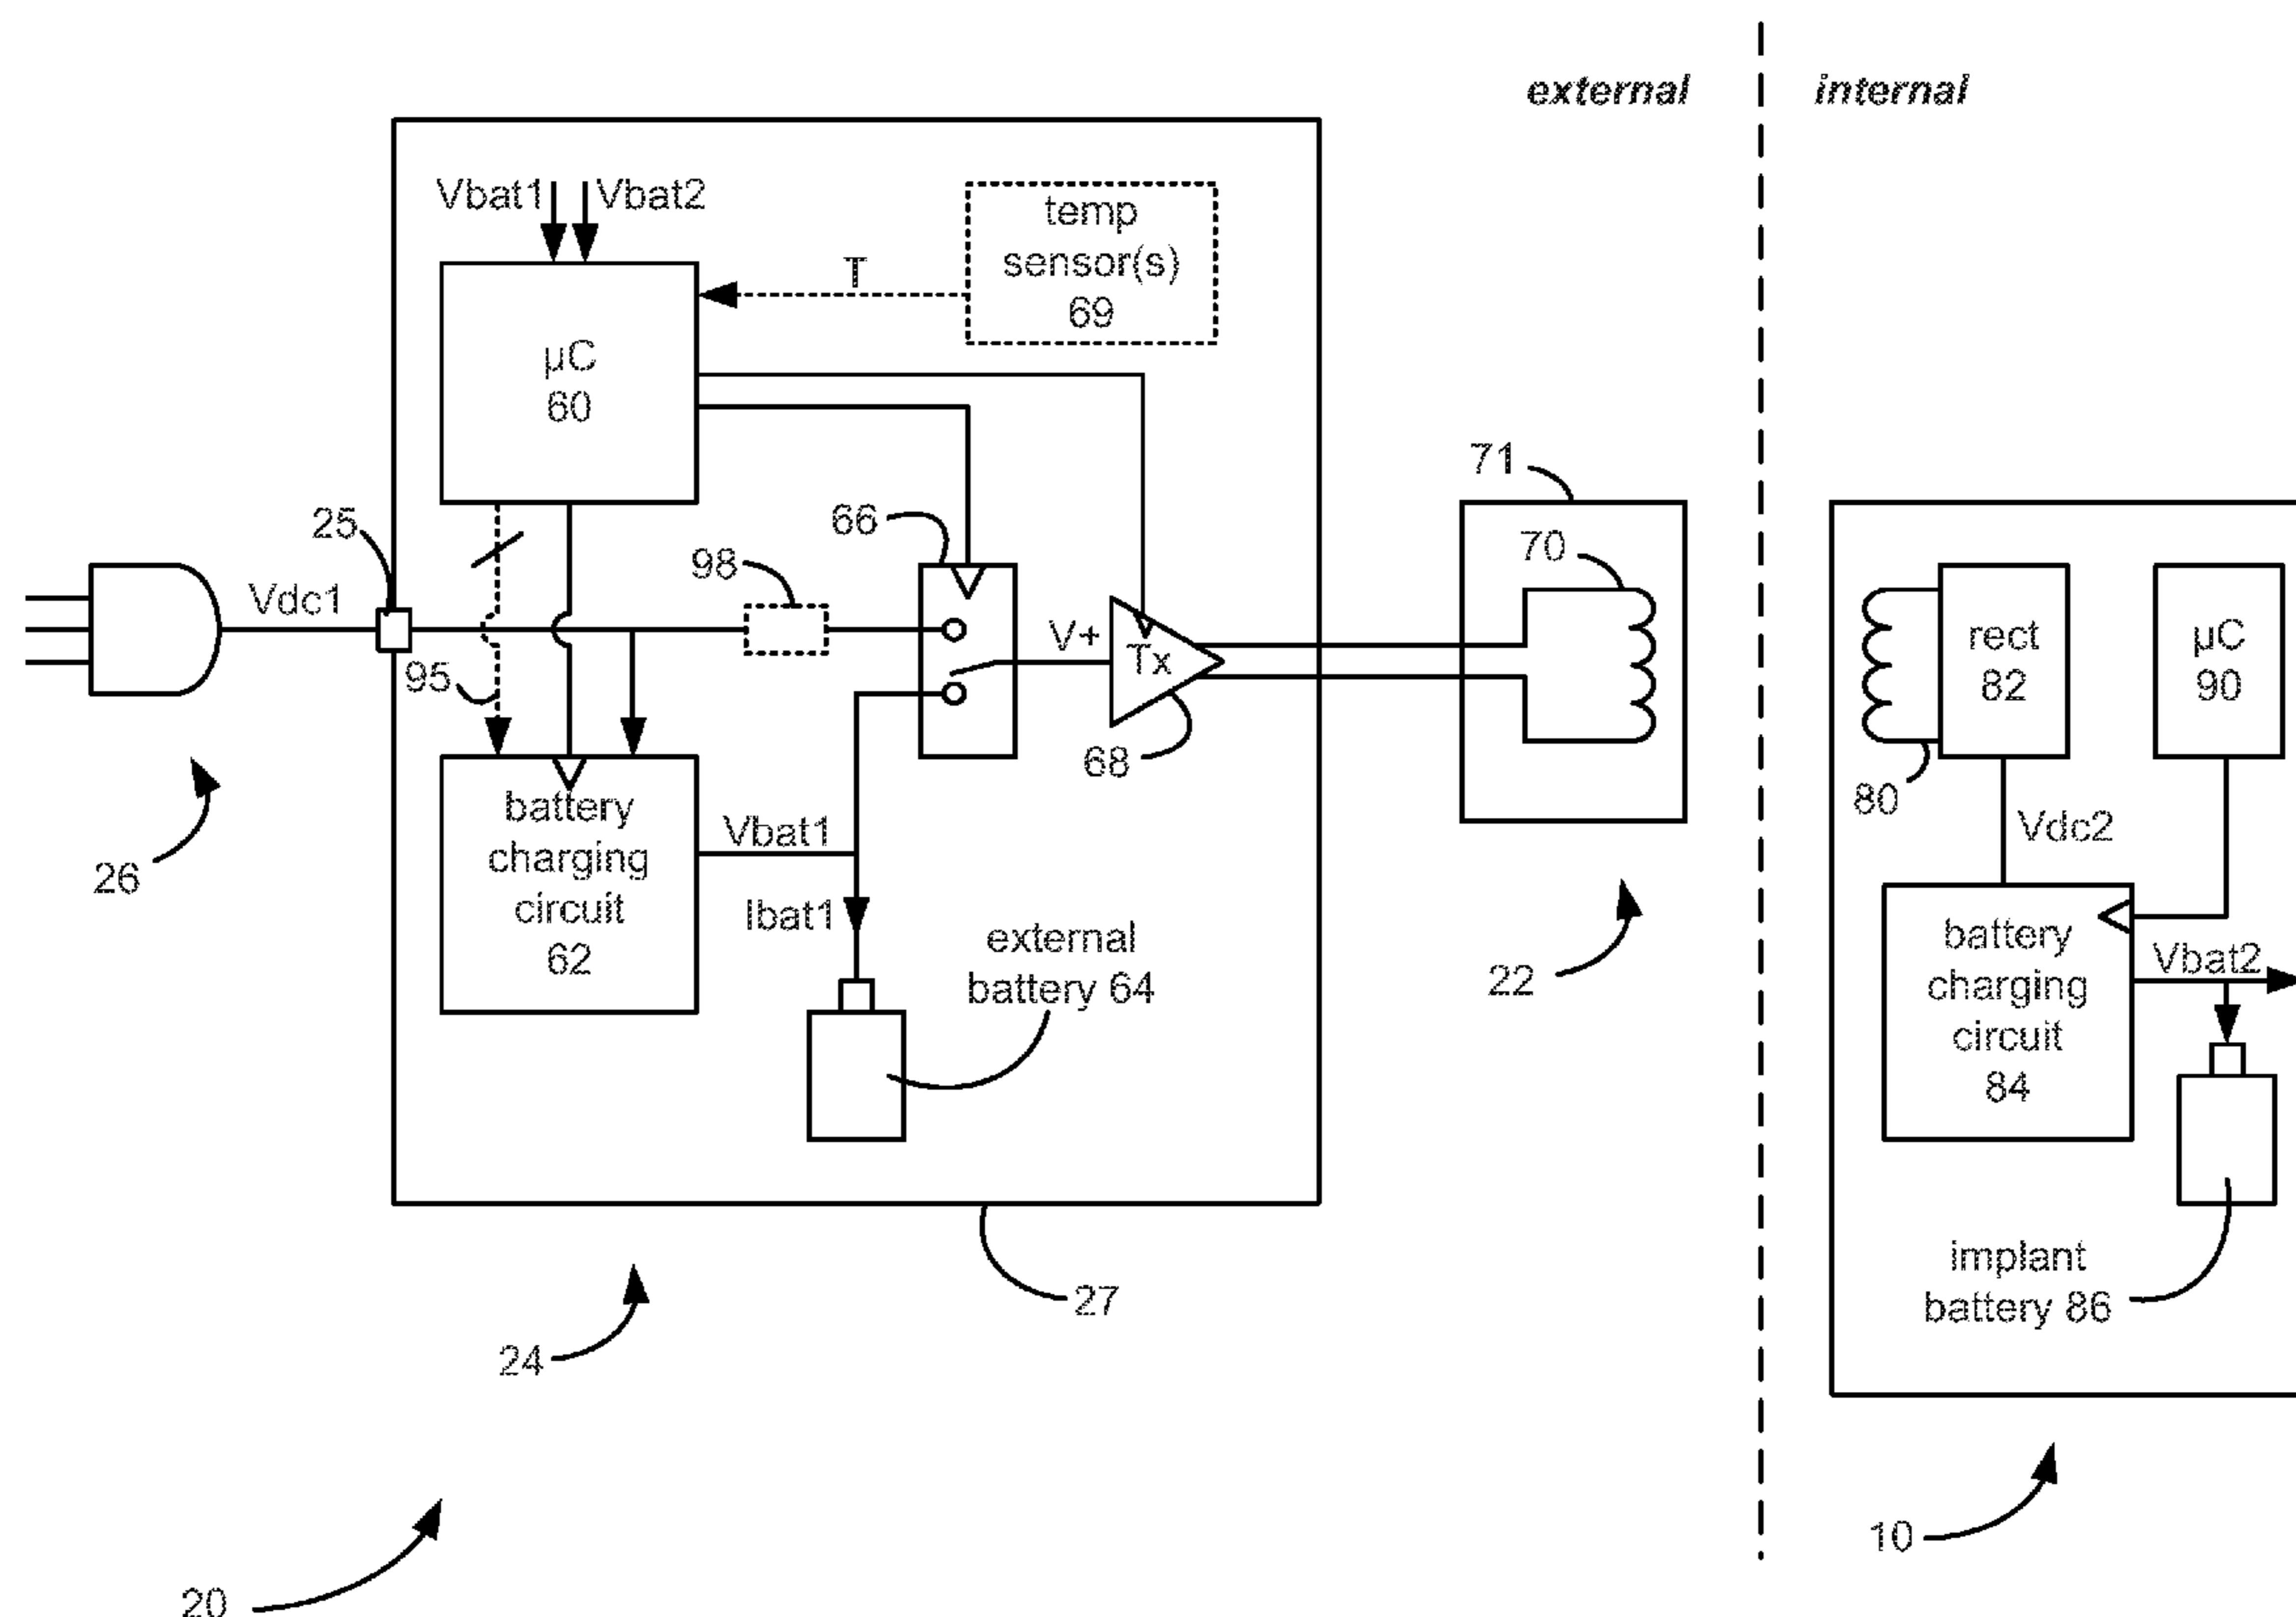 external
internal
Vbat1
Vbat2
temp
sensor(s)
69
T
µC
60
71
25
66
98
70
Vdc1
V+
Tx
rect
82
µC
90
95
68
80
26
battery
charging
circuit
62
Vbat1
Vdc2
Ibat1
external
battery 64
22
battery
charging
circuit
84
Vbat2
implant
battery 86
27
24
10
20